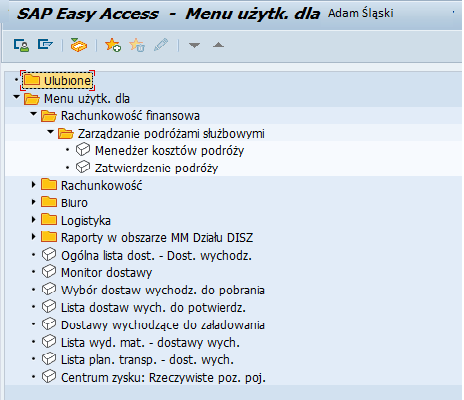 SAP Easy Access - Menu użytk. dla Adam Śląski
Ulubione
Menu użytk. dla
Rachunkowość finansowa
Zarządzanie podróżami służbowymi
Menedżer kosztów podróży
Zatwierdzenie podróży
Rachunkowość
Biuro
Logistyka
Raporty w obszarze MM Działu DISZ
Ogólna lista dost. - Dost. wychodz.
Monitor dostawy
Wybór dostaw wychodz. do pobrania
Lista dostaw wych. do potwierdz.
Dostawy wychodzące do załadowania
Lista wyd. mat. - dostawy wych.
Lista plan. transp. - dost. wych.
Centrum zysku: Rzeczywiste poz. poj.